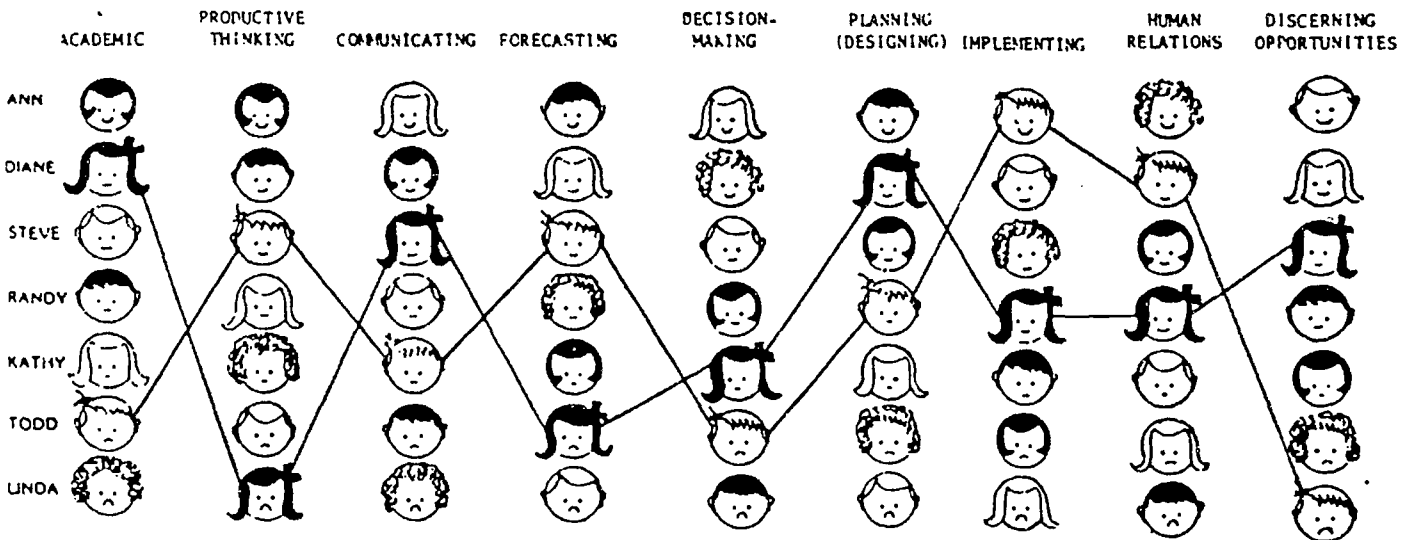 ACADEMIC
PRODUCTIVE
THINKING
COMMUNICATING
FORECASTING
DECISION-
MAKING
PLANNING
(DESIGNING)
IMPLEMENTING
HUMAN
RELATIONS
DISCERNING
OPPORTUNITIES
ANN
DIANE
STEVE
RANDY
KATHY
TODD
LINDA